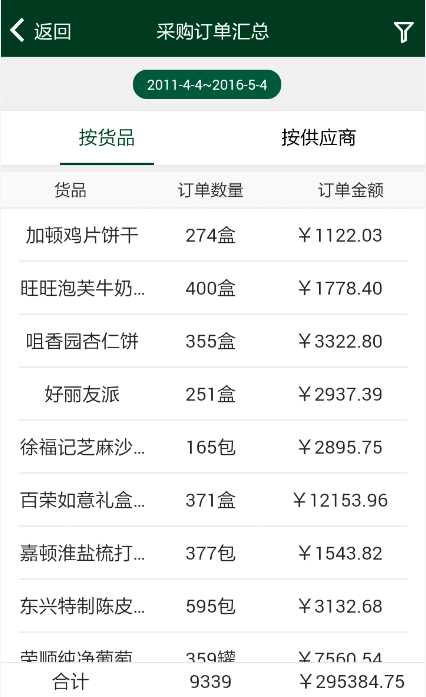 返回 采购订单汇总
2011-4-4~2016-5-4
按货品 按供应商
货品 订单数量 订单金额
加顿鸡片饼干 274盒 ￥1122.03
旺旺泡芙牛奶... 400盒 ￥1778.40
咀香园杏仁饼 355盒 ￥3322.80
好丽友派 251盒 ￥2937.39
徐福记芝麻沙... 165包 ￥2895.75
百荣如意礼盒... 371盒 ￥12153.96
嘉顿淮盐梳打... 377包 ￥1543.82
东兴特制陈皮... 595包 ￥3132.68
荣顺纯净葡萄... 359罐 ￥7560.54
合计 9339 ￥295384.75